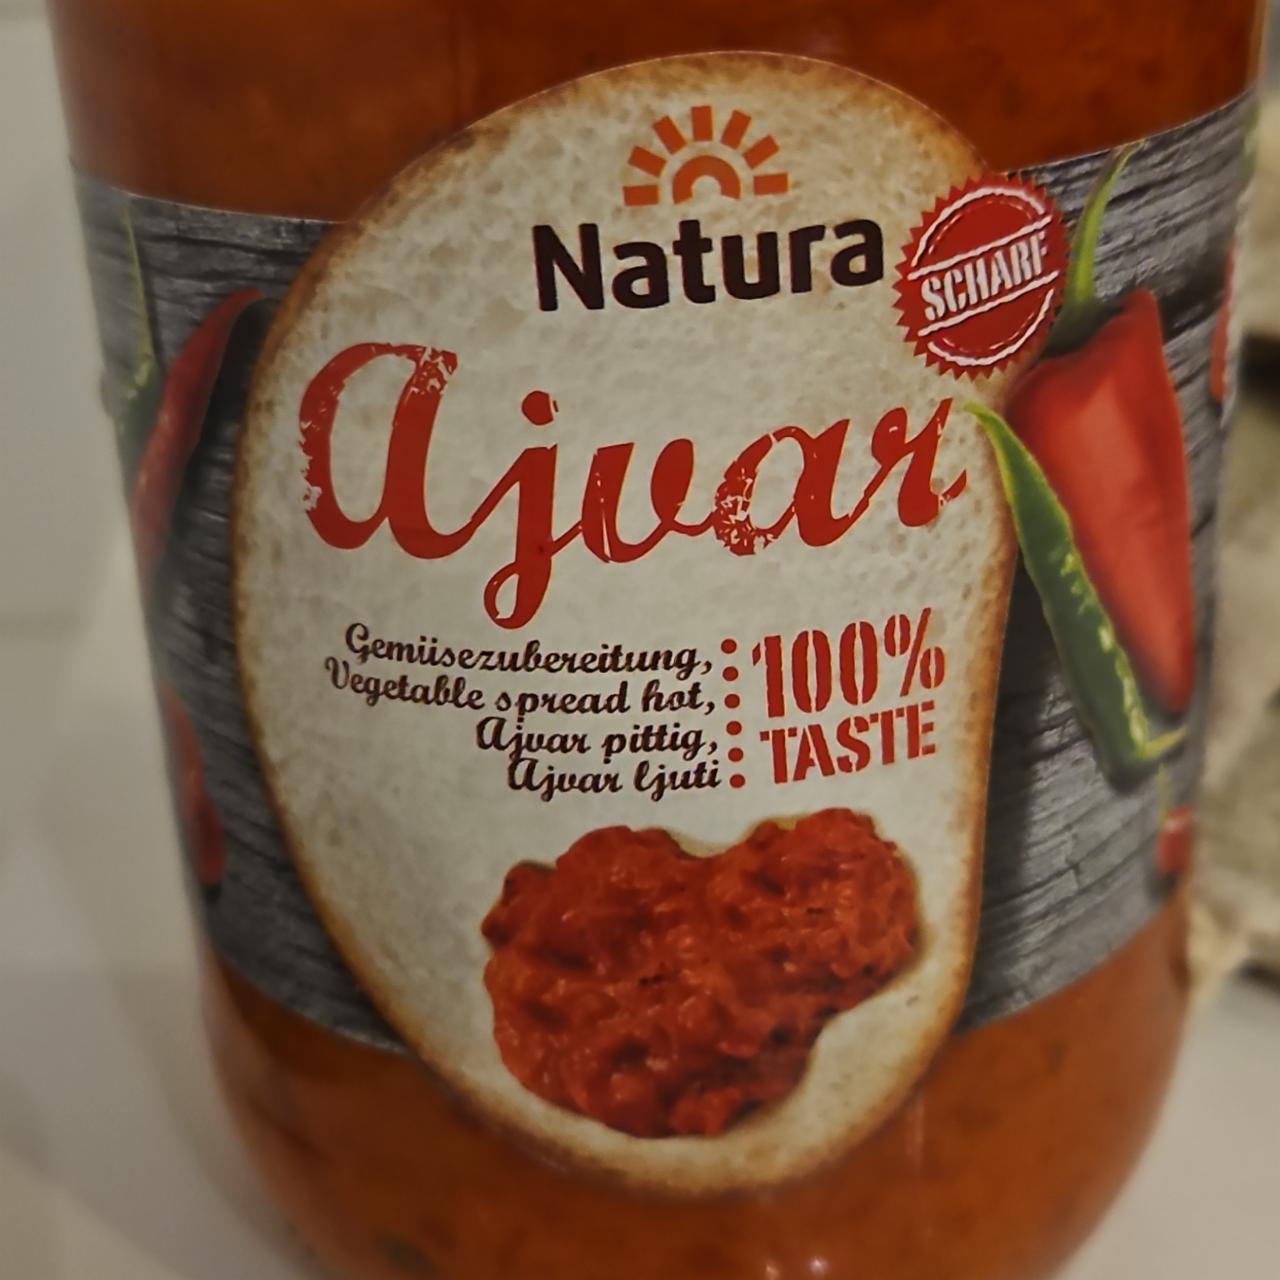 Natura
SCHARF
Ajvar
Gemüsezubereitung,
Vegetable spread hot,
Ajvar pittig,
Ajvar ljuti
100%
TASTE